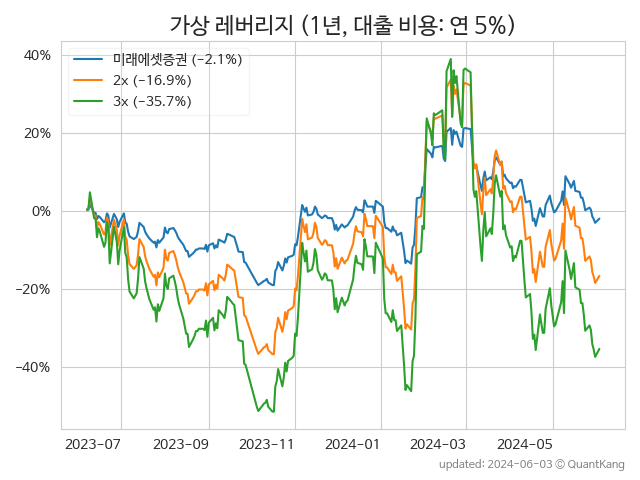 가상 레버리지 (1년, 대출 비용: 연 5%)
40%
20%
0%
−20%
−40%
미래에셋증권 (−2.1%)
2x (−16.9%)
3x (−35.7%)
2023-07
2023-09
2023-11
2024-01
2024-03
2024-05
updated: 2024-06-03 ⓒ QuantKang